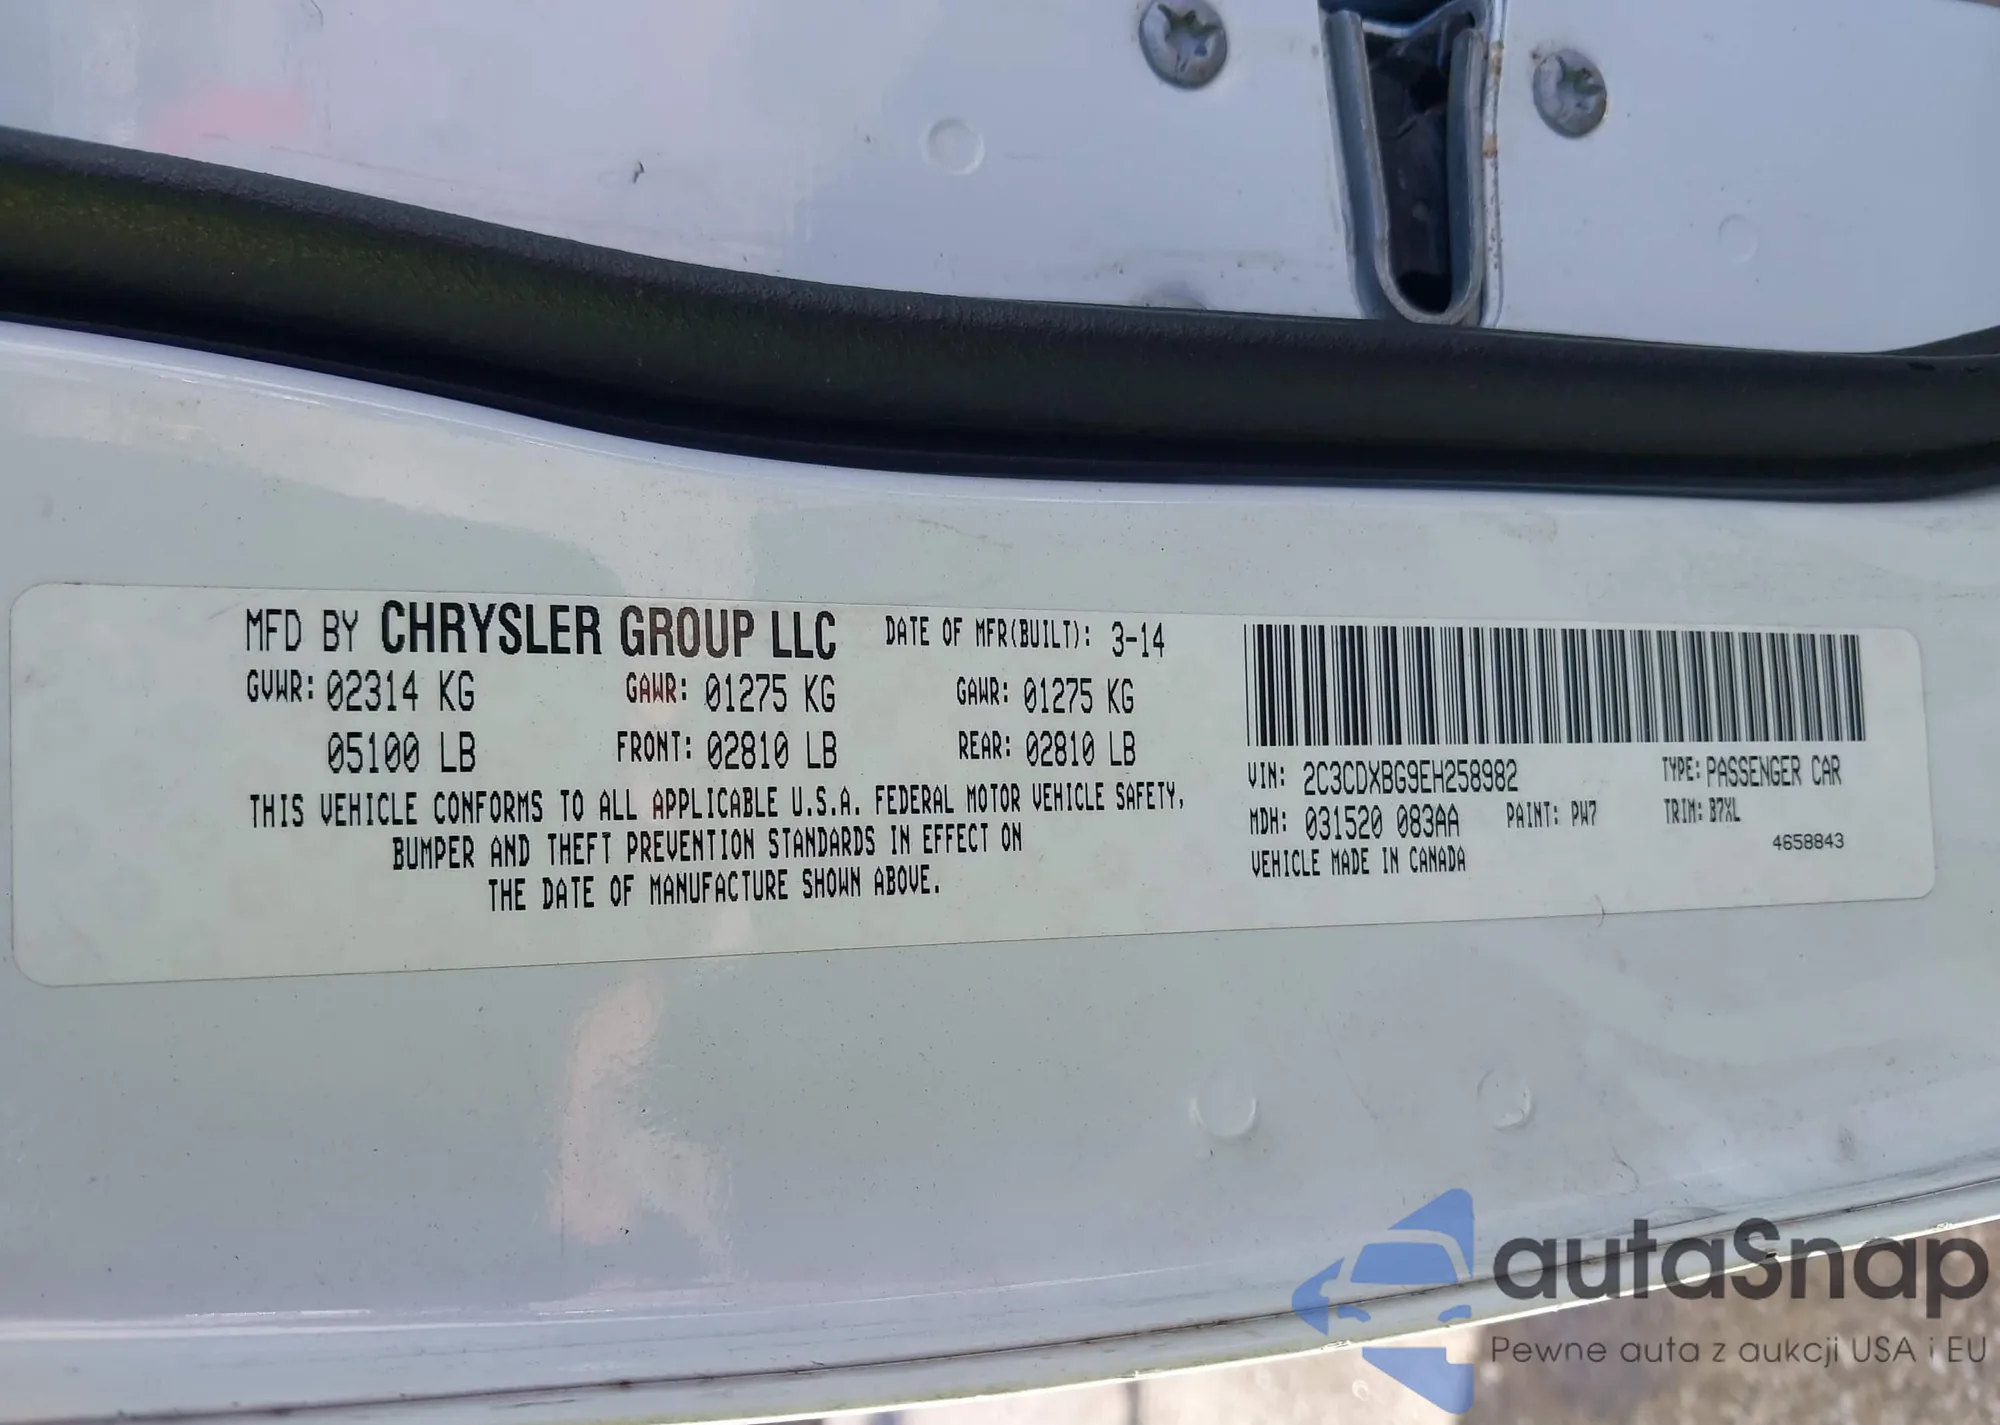 MFD BY CHRYSLER GROUP LLC DATE OF MFR(BUILT): 3-14
GVWR: 02314 KG GAWR: 01275 KG GAWR: 01275 KG
05100 LB FRONT: 02810 LB REAR: 02810 LB
THIS VEHICLE CONFORMS TO ALL APPLICABLE U.S.A. FEDERAL MOTOR VEHICLE SAFETY,
BUMPER AND THEFT PREVENTION STANDARDS IN EFFECT ON
THE DATE OF MANUFACTURE SHOWN ABOVE.
VIN: 2C3CDXBG9EH258982 TYPE: PASSENGER CAR
MDH: 031520 083AA PAINT: PW7 TRIM: B7XL
VEHICLE MADE IN CANADA 4658843
autaSnap
Pewne auta z aukcji USA i EU